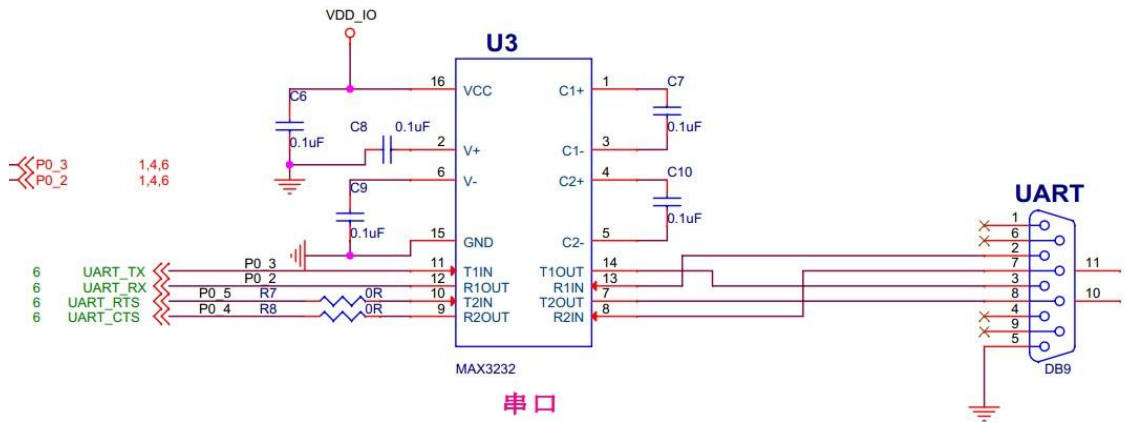 VDD_IO
U3
C6
0.1uF
C8
0.1uF
C9
0.1uF
P0_3 1,4,6
P0_2 1,4,6
16 VCC
2 V+
6 V-
15 GND
11 T1IN
12 R1OUT
10 T2IN
9 R2OUT
C1+ 1
C1- 3
C2+ 4
C2- 5
T1OUT 14
R1IN 13
T2OUT 7
R2IN 8
C7
0.1uF
C10
0.1uF
6 UART_TX P0_3
6 UART_RX P0_2
6 UART_RTS P0_5 R7 0R
6 UART_CTS P0_4 R8 0R
MAX3232
串口
UART
1
6
2
7
3
8
4
9
5
11
10
DB9